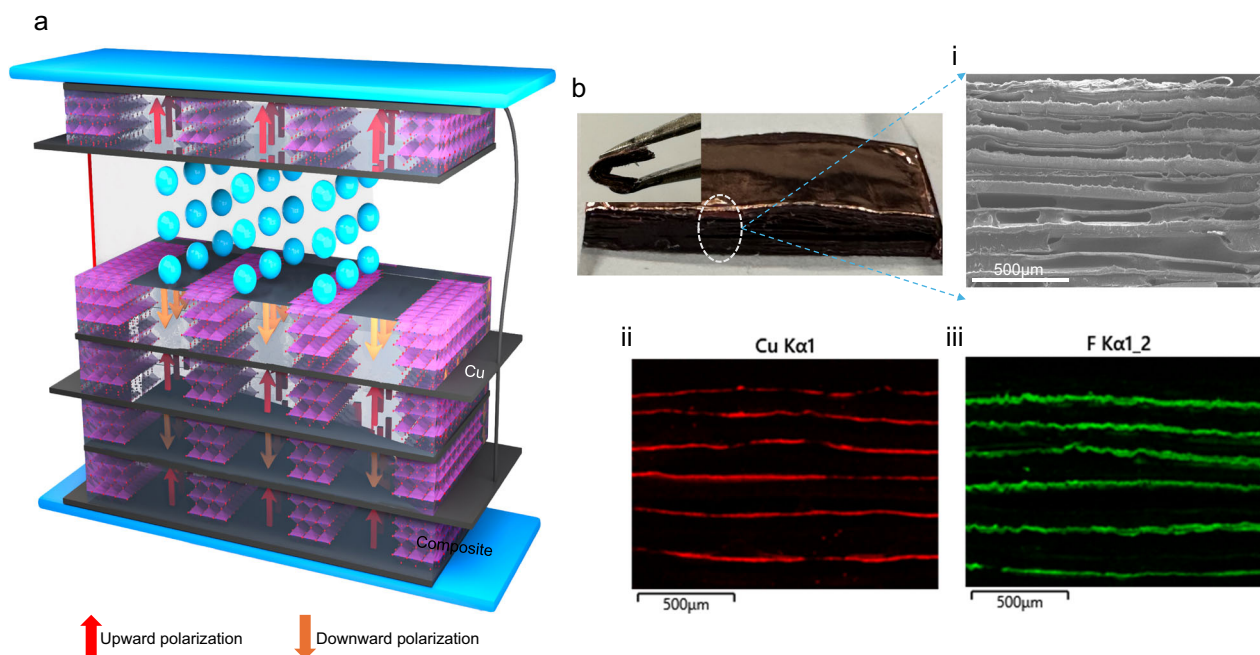 a
Cu
Composite
Upward polarization
Downward polarization
b
i
500μm
ii
Cu Kα1
500μm
iii
F Kα1_2
500μm